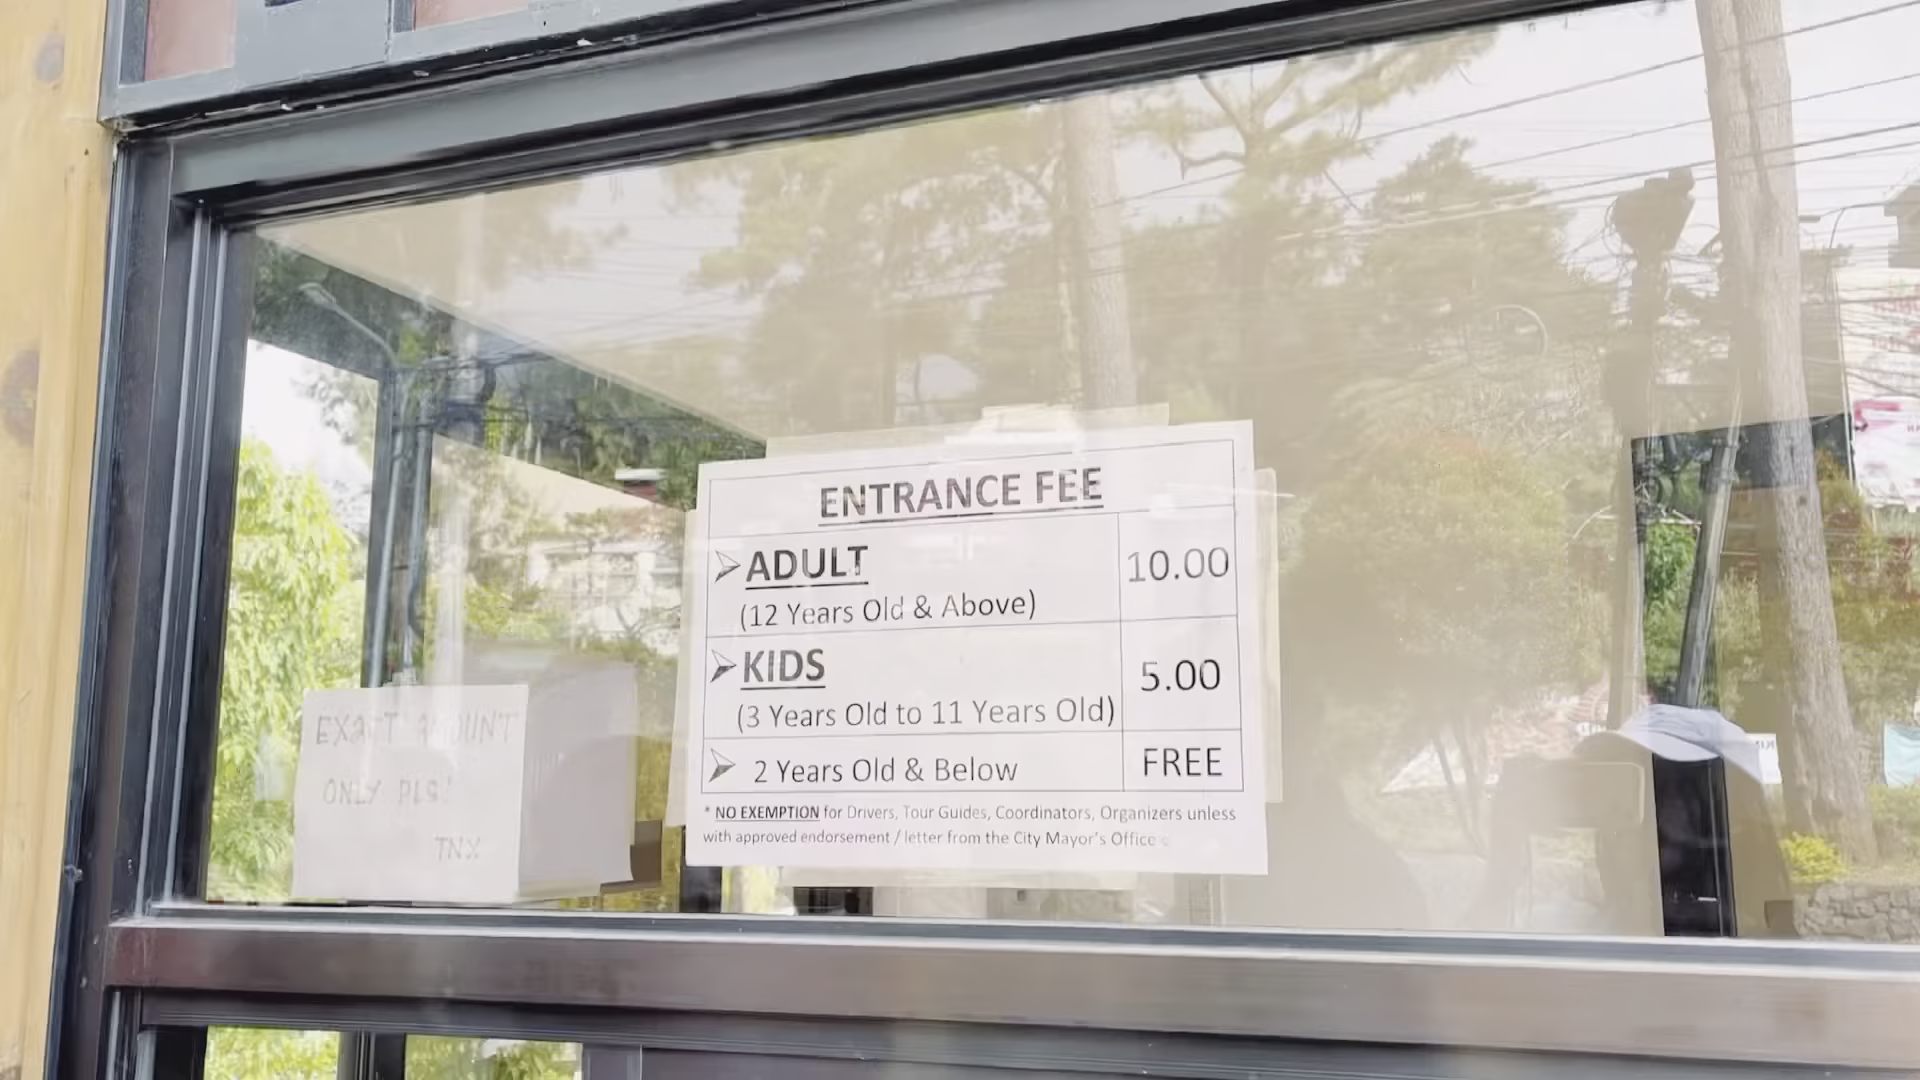 ENTRANCE FEE
ADULT 10.00
(12 Years Old & Above)
KIDS 5.00
(3 Years Old to 11 Years Old)
2 Years Old & Below FREE
* NO EXEMPTION for Drivers, Tour Guides, Coordinators, Organizers unless
with approved endorsement / letter from the City Mayor's Office
EXACT AMOUNT
ONLY PLS!
TNX